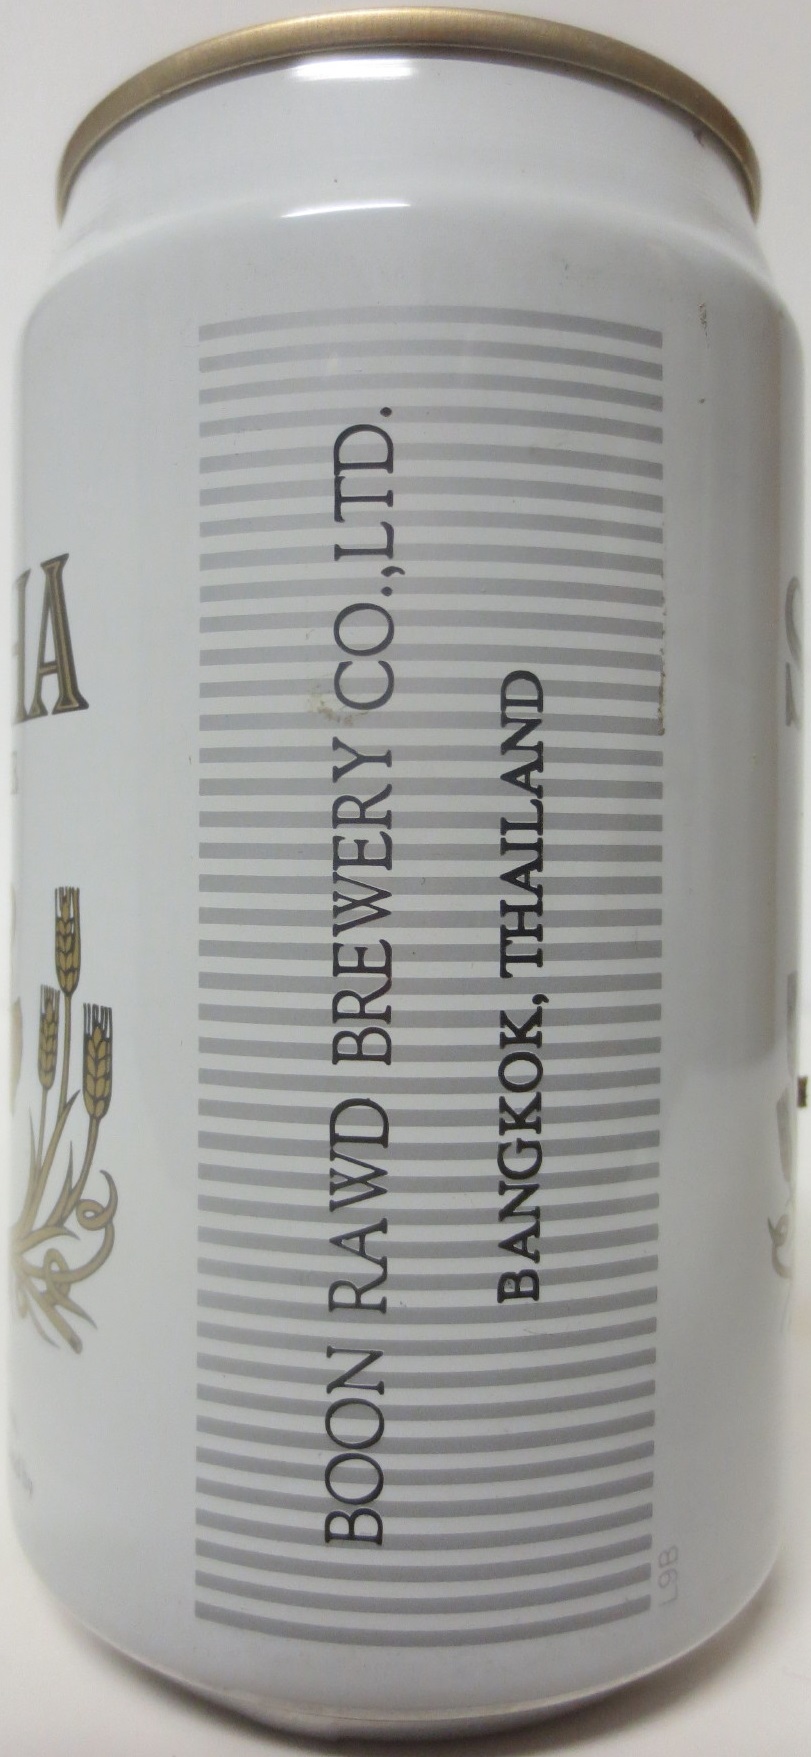 BOON RAWD BREWERY CO.,LTD.
BANGKOK, THAILAND
L9B